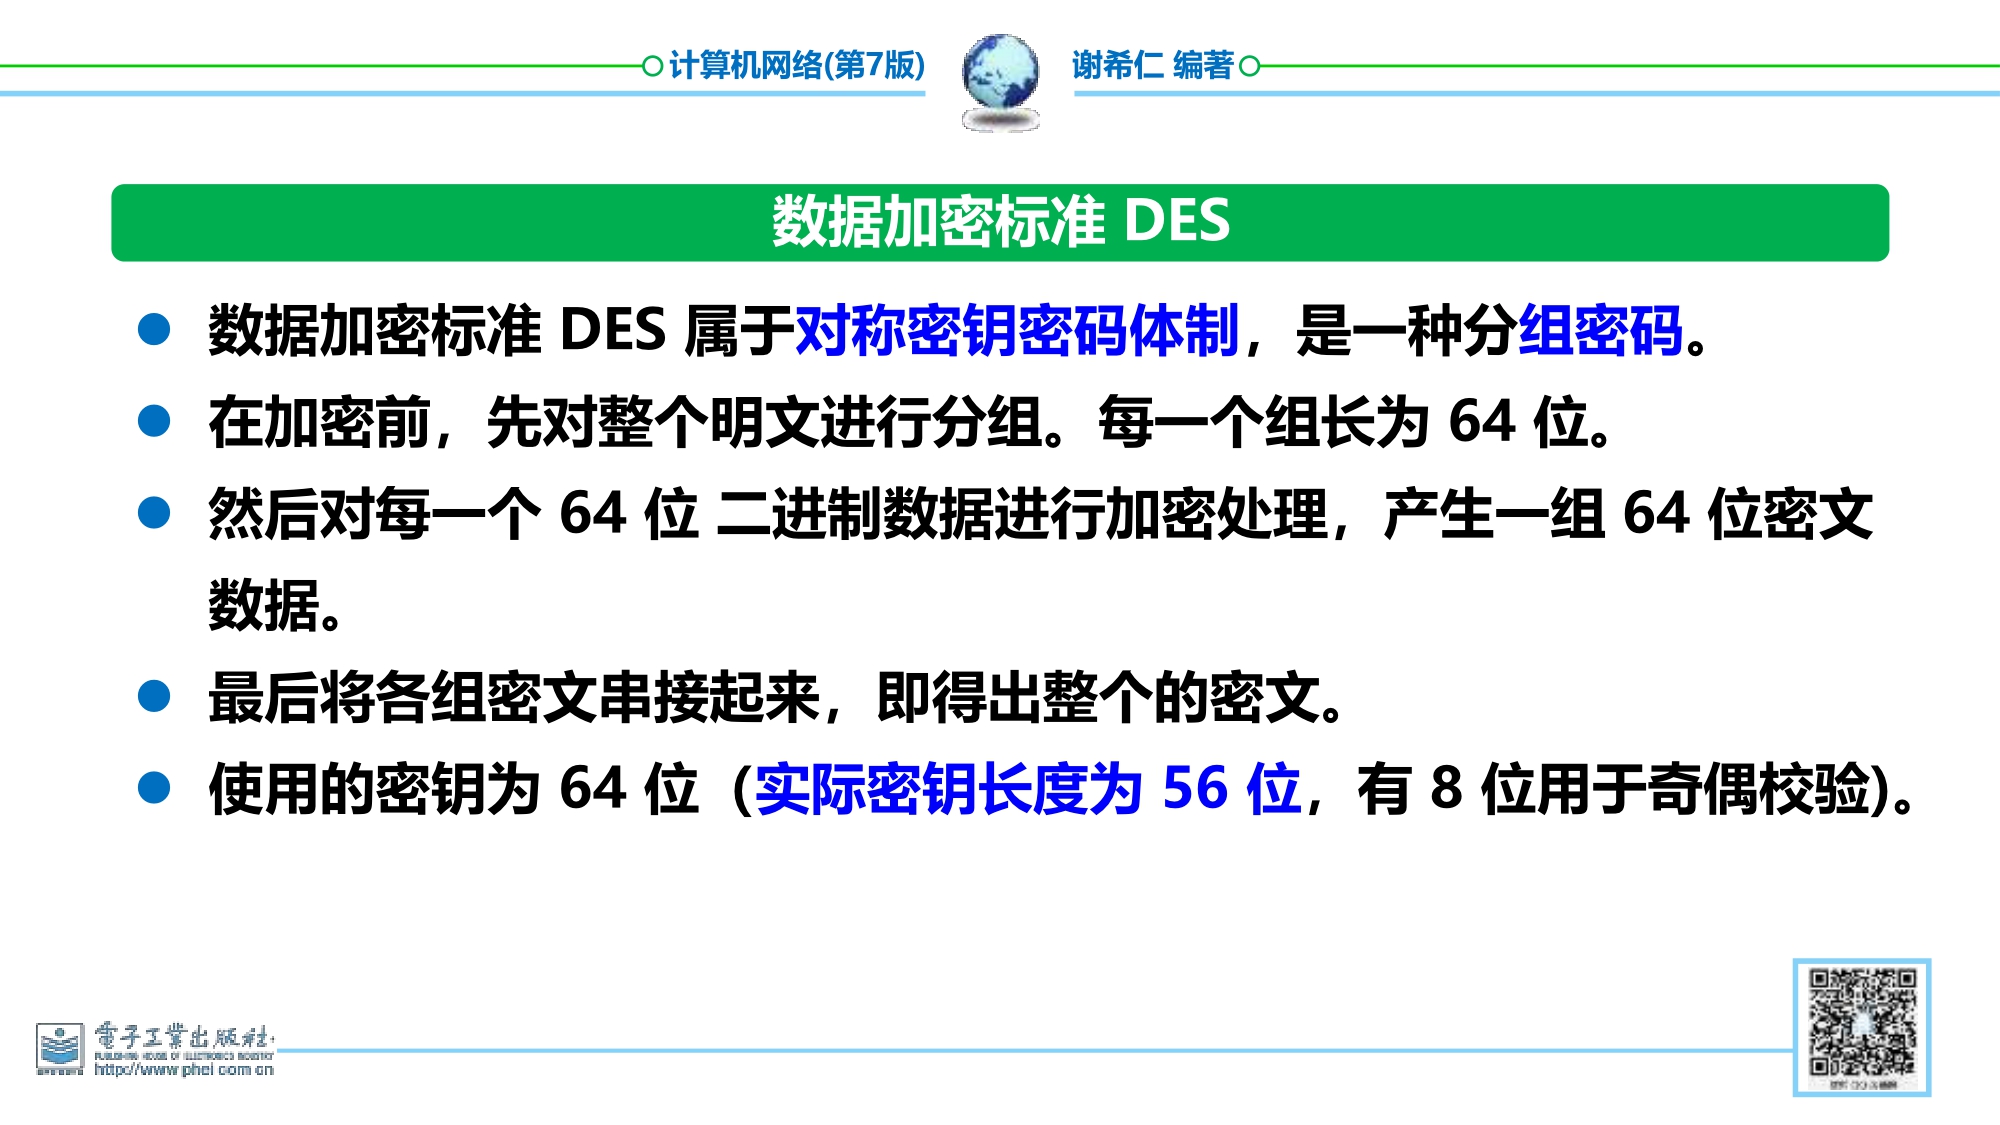 计算机网络(第7版) 谢希仁 编著
数据加密标准 DES
数据加密标准 DES 属于对称密钥密码体制，是一种分组密码。
在加密前，先对整个明文进行分组。每一个组长为 64 位。
然后对每一个 64 位 二进制数据进行加密处理，产生一组 64 位密文
数据。
最后将各组密文串接起来，即得出整个的密文。
使用的密钥为 64 位（实际密钥长度为 56 位，有 8 位用于奇偶校验)。
電子工業出版社
PUBLISHING HOUSE OF ELECTRONICS INDUSTRY
http://www.phei.com.cn